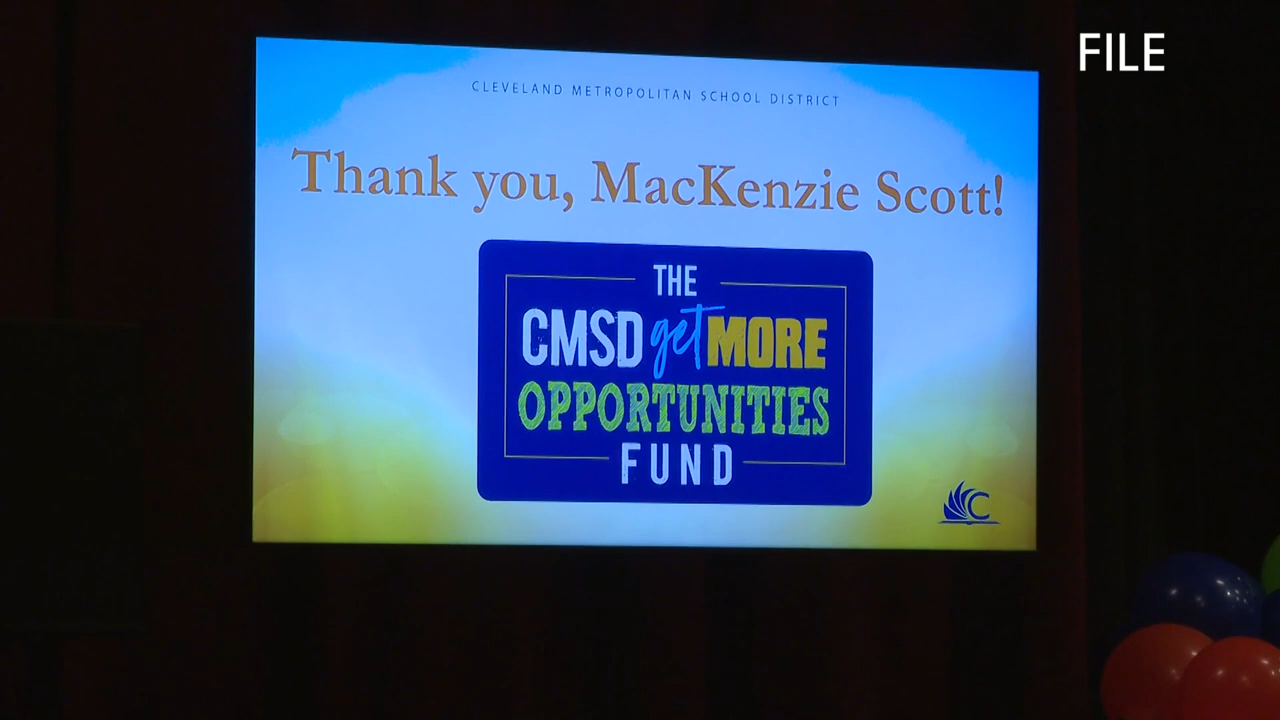 FILE
CLEVELAND METROPOLITAN SCHOOL DISTRICT
Thank you, MacKenzie Scott!
THE
CMSD get MORE
OPPORTUNITIES
FUND
C